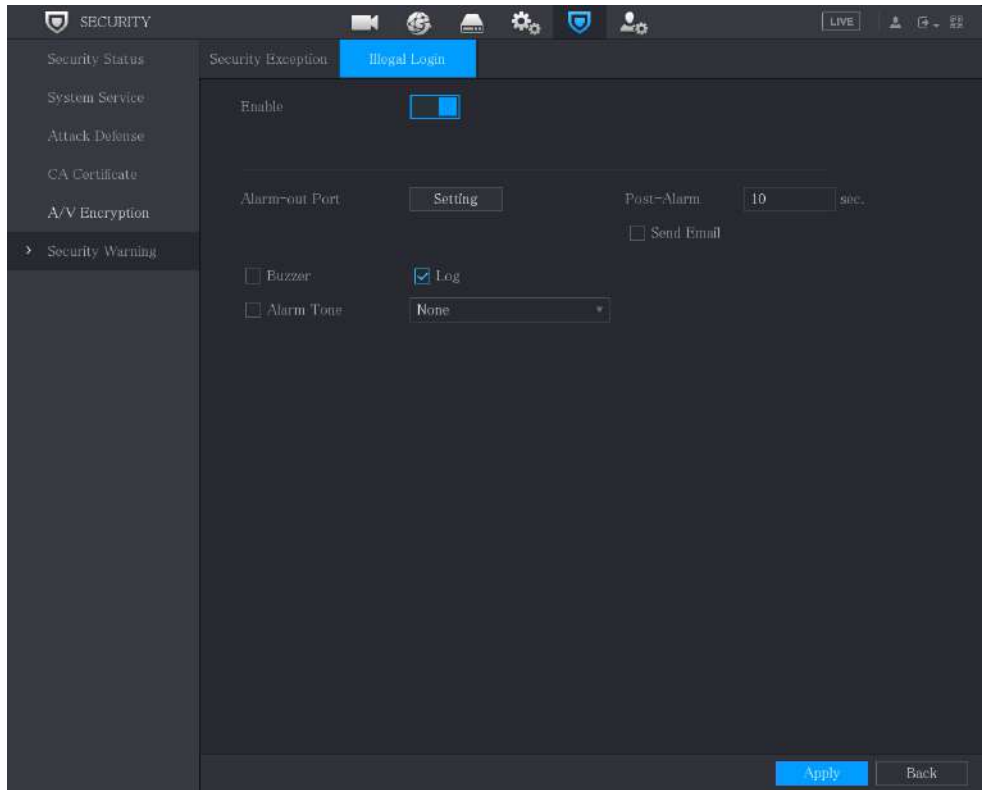 SECURITY
LIVE
Security Status
Security Exception
Illegal Login
System Service
Enable
Attack Defense
CA Certificate
Alarm-out Port
Setting
Post-Alarm
10
sec.
A/V Encryption
Send Email
Security Warning
Buzzer
Log
Alarm Tone
None
Apply
Back